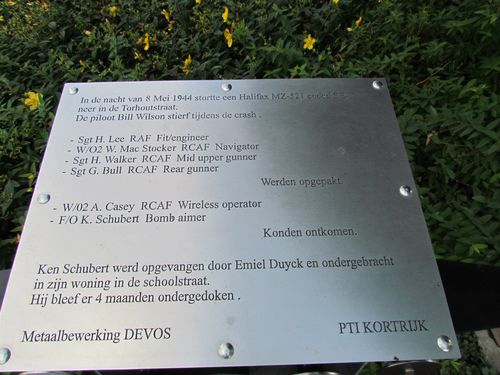 In de nacht van 8 Mei 1944 stortte een Halifax MZ-521 coded
neer in de Torhoutstraat.
De piloot Bill Wilson stierf tijdens de crash .
- Sgt H. Lee RAF Fit/engineer
- W/O2 W. Mac Stocker RCAF Navigator
- Sgt H. Walker RCAF Mid upper gunner
- Sgt G. Bull RCAF Rear gunner
Werden opgepakt.
- W/02 A. Casey RCAF Wireless operator
- F/O K. Schubert Bomb aimer
Konden ontkomen.
Ken Schubert werd opgevangen door Emiel Duyck en ondergebracht
in zijn woning in de schoolstraat.
Hij bleef er 4 maanden ondergedoken .
Metaalbewerking DEVOS
PTI KORTRIJK